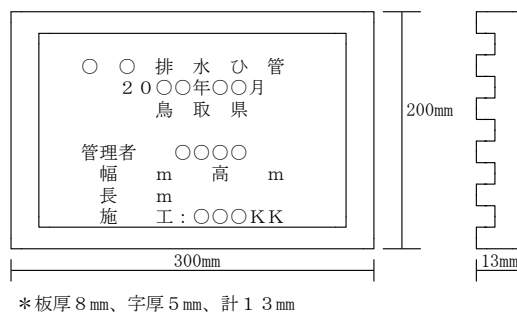 ○ ○ 排 水 ひ 管
２０○○年○○月
鳥 取 県
管理者 ○○○○
幅 ｍ 高 ｍ
長 ｍ
施 工：○○○ＫＫ
200mm
300mm
13mm
＊板厚８㎜、字厚５㎜、計１３㎜